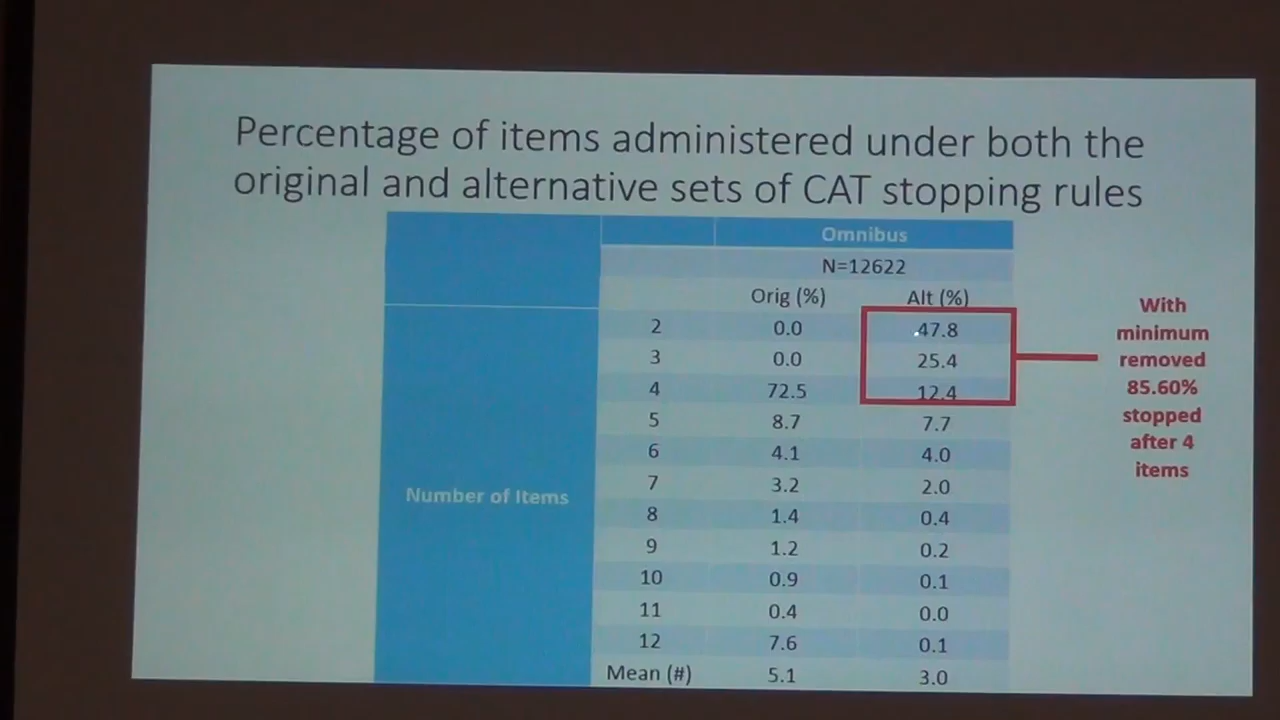 Percentage of items administered under both the
original and alternative sets of CAT stopping rules
Omnibus
N=12622
Orig (%) Alt (%)
2 0.0 47.8
3 0.0 25.4
4 72.5 12.4
5 8.7 7.7
6 4.1 4.0
7 3.2 2.0
8 1.4 0.4
9 1.2 0.2
10 0.9 0.1
11 0.4 0.0
12 7.6 0.1
Mean (#) 5.1 3.0
Number of Items
With
minimum
removed
85.60%
stopped
after 4
items